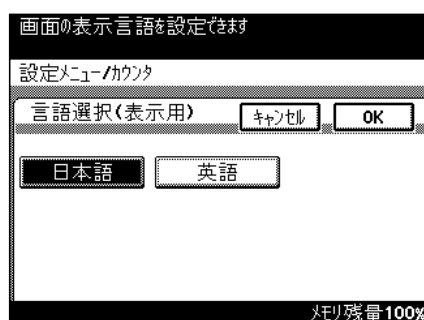 画面の表示言語を設定できます
設定メニュー/カウンタ
言語選択(表示用) キャンセル OK
日本語 英語
メモリ残量100%